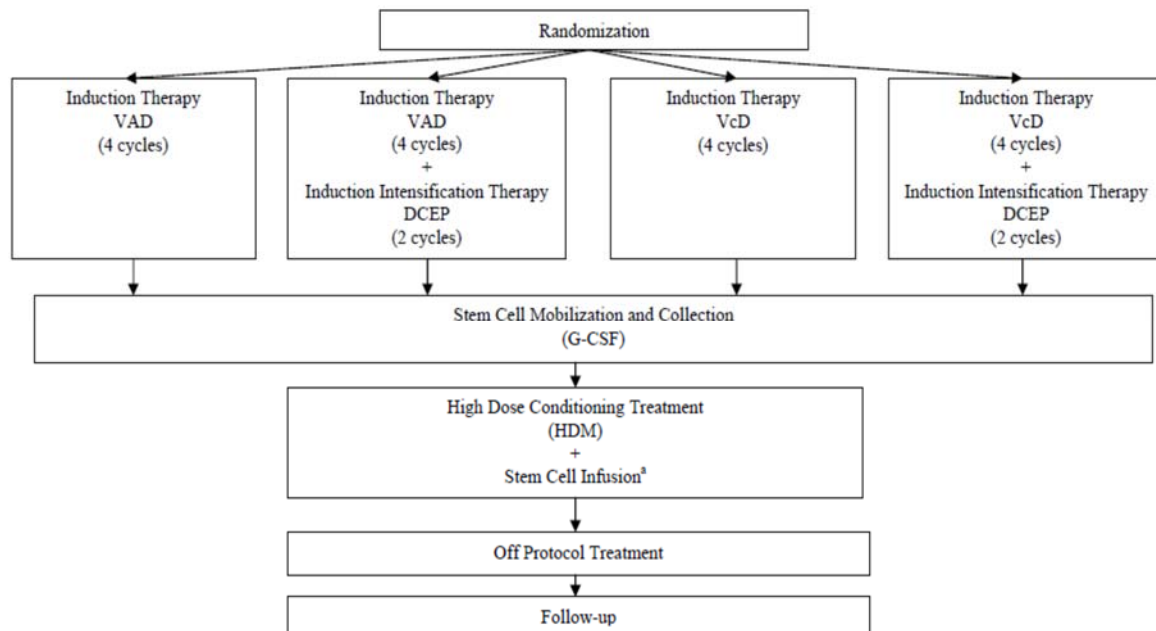 Randomization
Induction Therapy
VAD
(4 cycles)
Induction Therapy
VAD
(4 cycles)
+
Induction Intensification Therapy
DCEP
(2 cycles)
Induction Therapy
VcD
(4 cycles)
Induction Therapy
VcD
(4 cycles)
+
Induction Intensification Therapy
DCEP
(2 cycles)
Stem Cell Mobilization and Collection
(G-CSF)
High Dose Conditioning Treatment
(HDM)
+
Stem Cell Infusionᵃ
Off Protocol Treatment
Follow-up